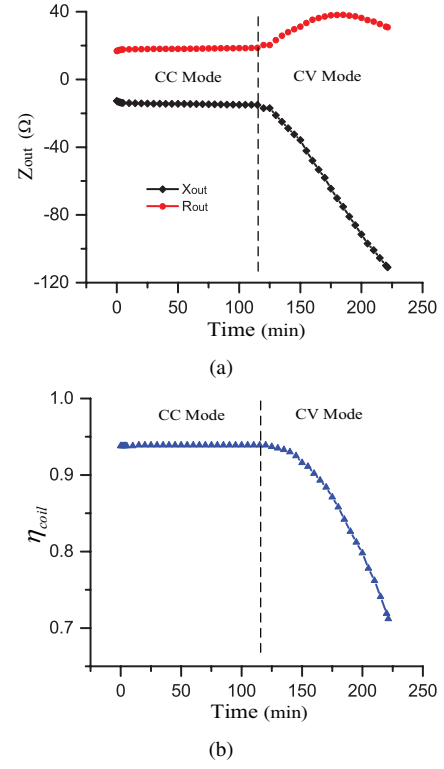 40
0
-40
-80
-120
Zout (Ω)
CC Mode
CV Mode
Xout
Rout
0 50 100 150 200 250
Time (min)
(a)
1.0
0.9
0.8
0.7
ηcoil
CC Mode
CV Mode
0 50 100 150 200 250
Time (min)
(b)